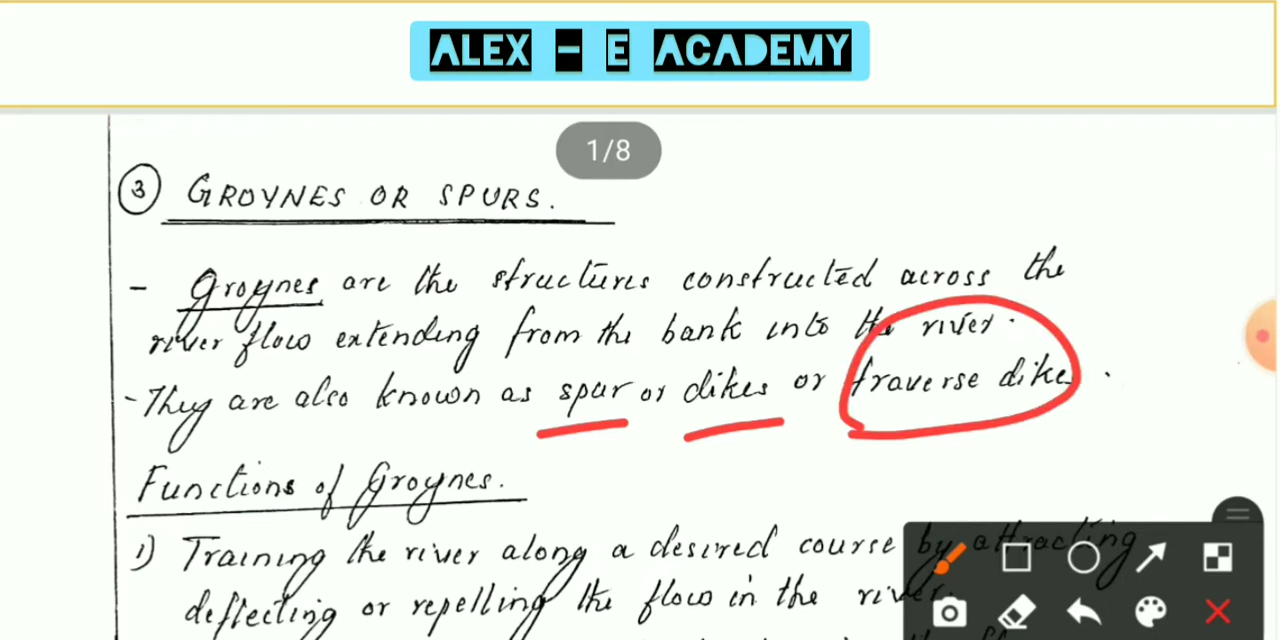 ALEX - E ACADEMY
1/8
3 GROYNES OR SPURS.
- Groynes are the structures constructed across the
river flow extending from the bank into the river.
- They are also known as spur or dikes or traverse dike.
Functions of Groynes.
1) Training the river along a desired course by attracting
deflecting or repelling the flow in the river.